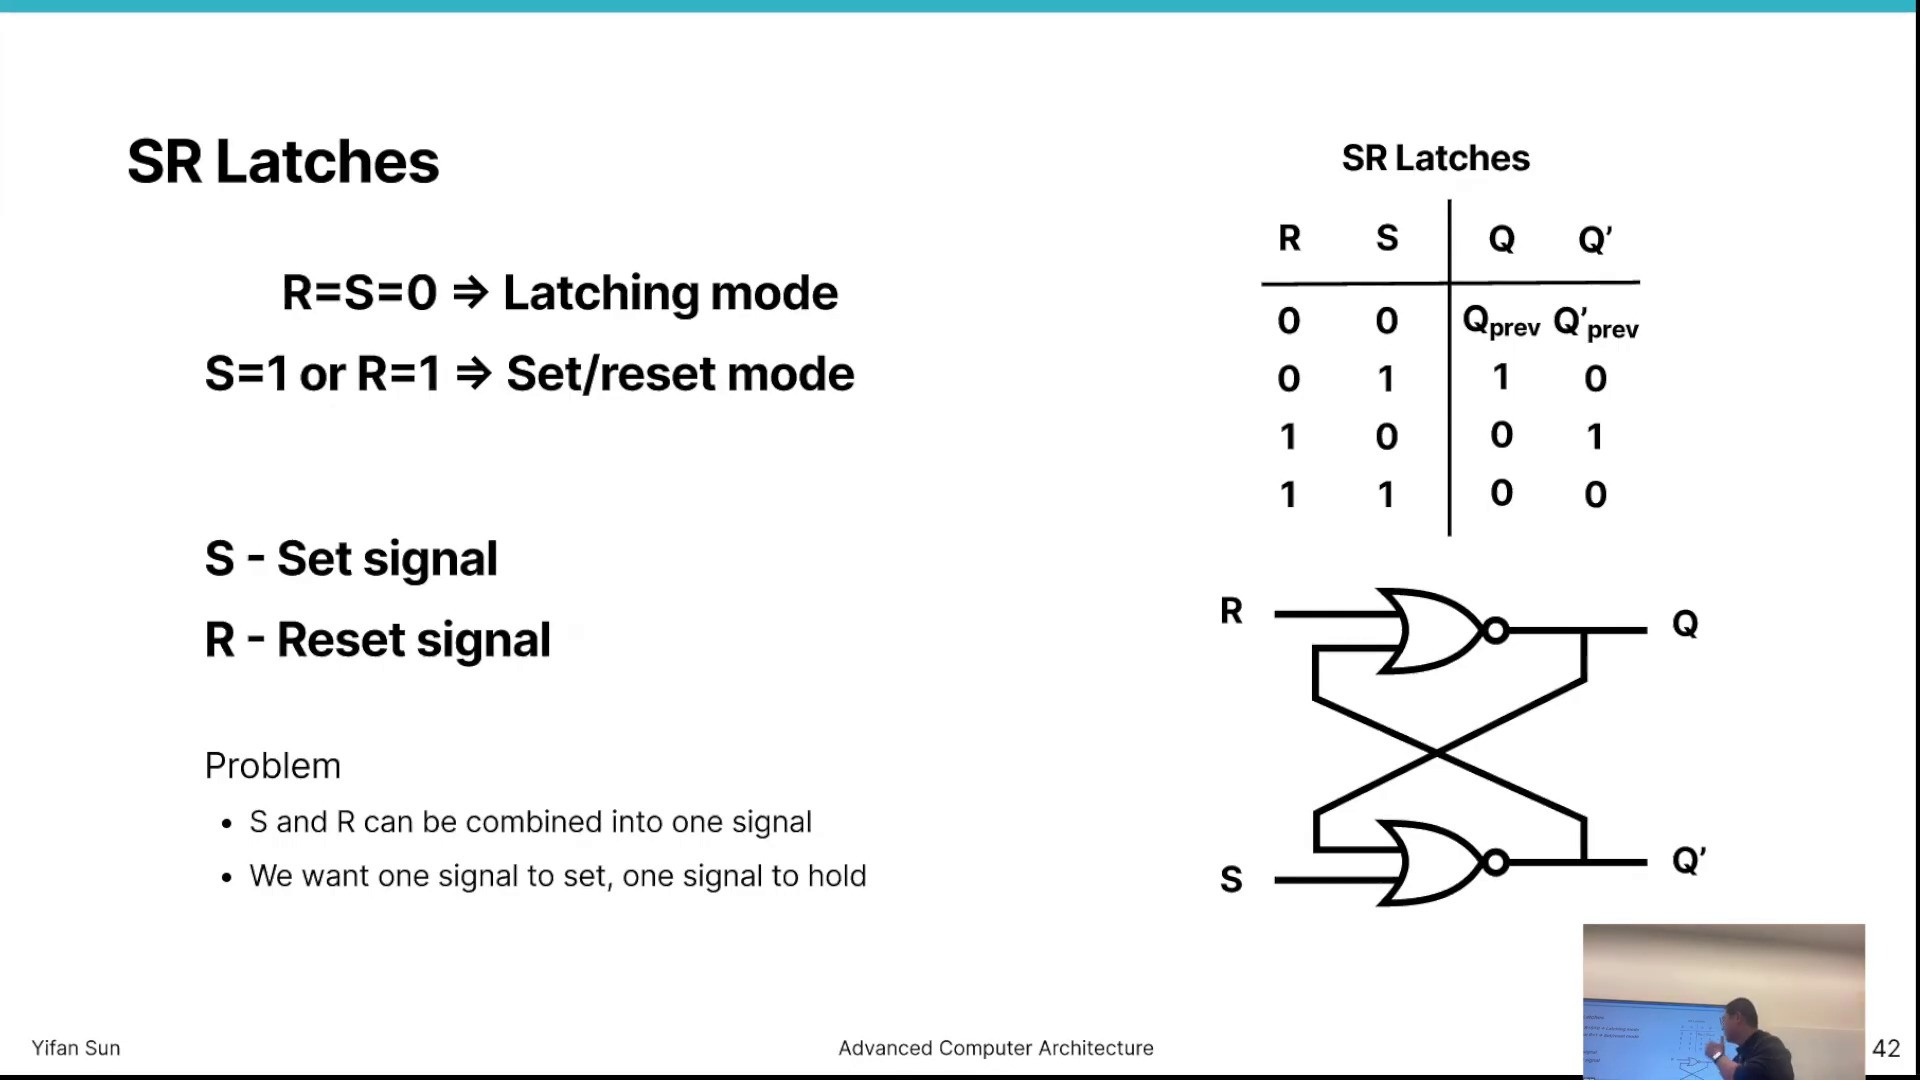 SR Latches
R=S=0 ⇒ Latching mode
S=1 or R=1 ⇒ Set/reset mode
S - Set signal
R - Reset signal
Problem
• S and R can be combined into one signal
• We want one signal to set, one signal to hold
SR Latches
R S Q Q’
0 0 Qprev Q’prev
0 1 1 0
1 0 0 1
1 1 0 0
R Q
S Q’
Yifan Sun Advanced Computer Architecture 42